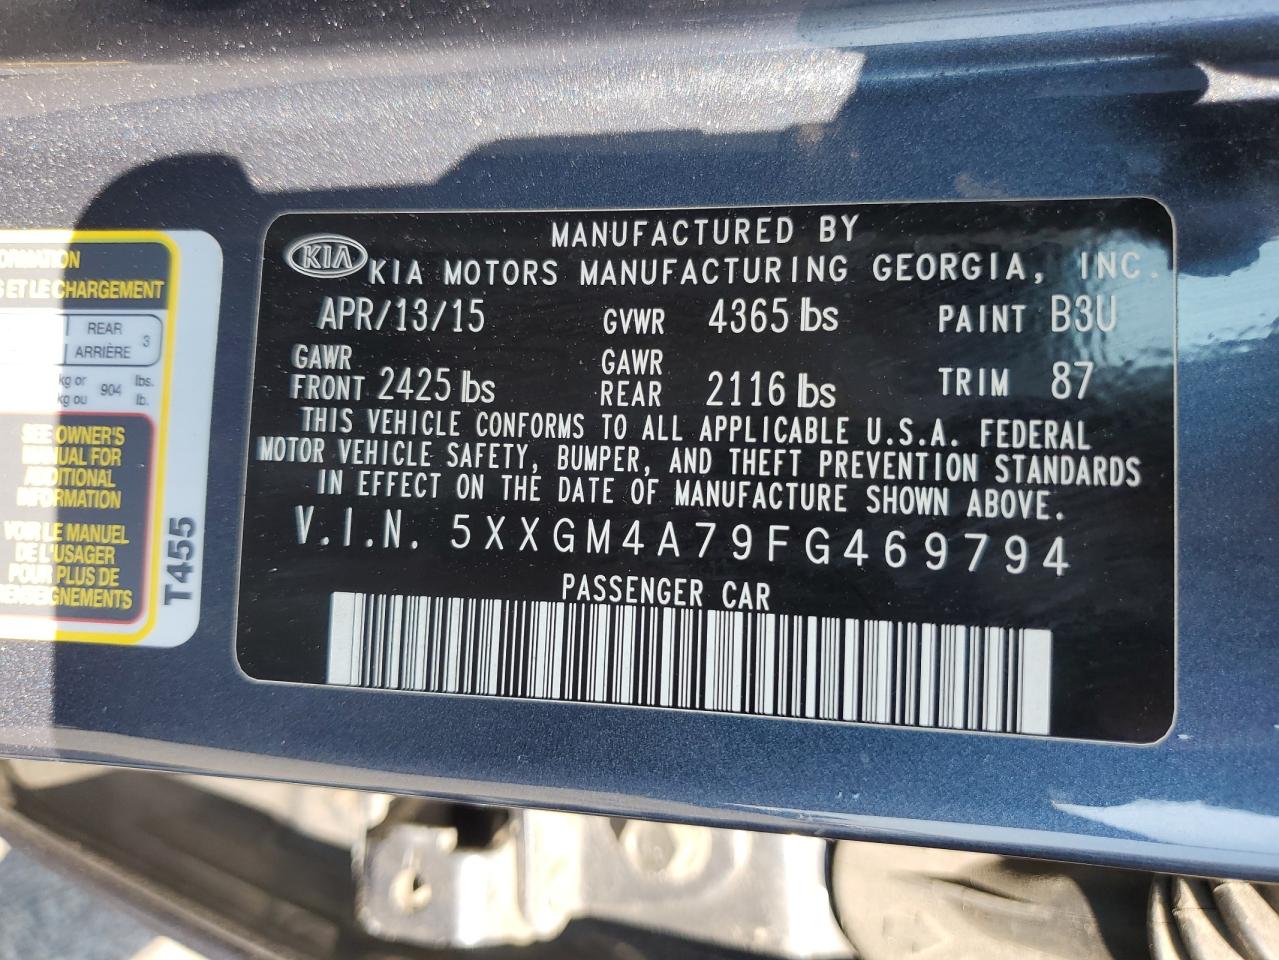 MANUFACTURED BY
KIA
KIA MOTORS MANUFACTURING GEORGIA, INC.
APR/13/15 GVWR 4365 lbs PAINT B3U
GAWR FRONT 2425 lbs GAWR REAR 2116 lbs TRIM 87
THIS VEHICLE CONFORMS TO ALL APPLICABLE U.S.A. FEDERAL
MOTOR VEHICLE SAFETY, BUMPER, AND THEFT PREVENTION STANDARDS
IN EFFECT ON THE DATE OF MANUFACTURE SHOWN ABOVE.
V.I.N. 5XXGM4A79FG469794
PASSENGER CAR
ET LE CHARGEMENT
REAR 3
ARRIÈRE
kg or 904 lbs.
kg ou lb.
SEE OWNER'S
MANUAL FOR
ADDITIONAL
INFORMATION
VOIR LE MANUEL
DE L'USAGER
POUR PLUS DE
T455